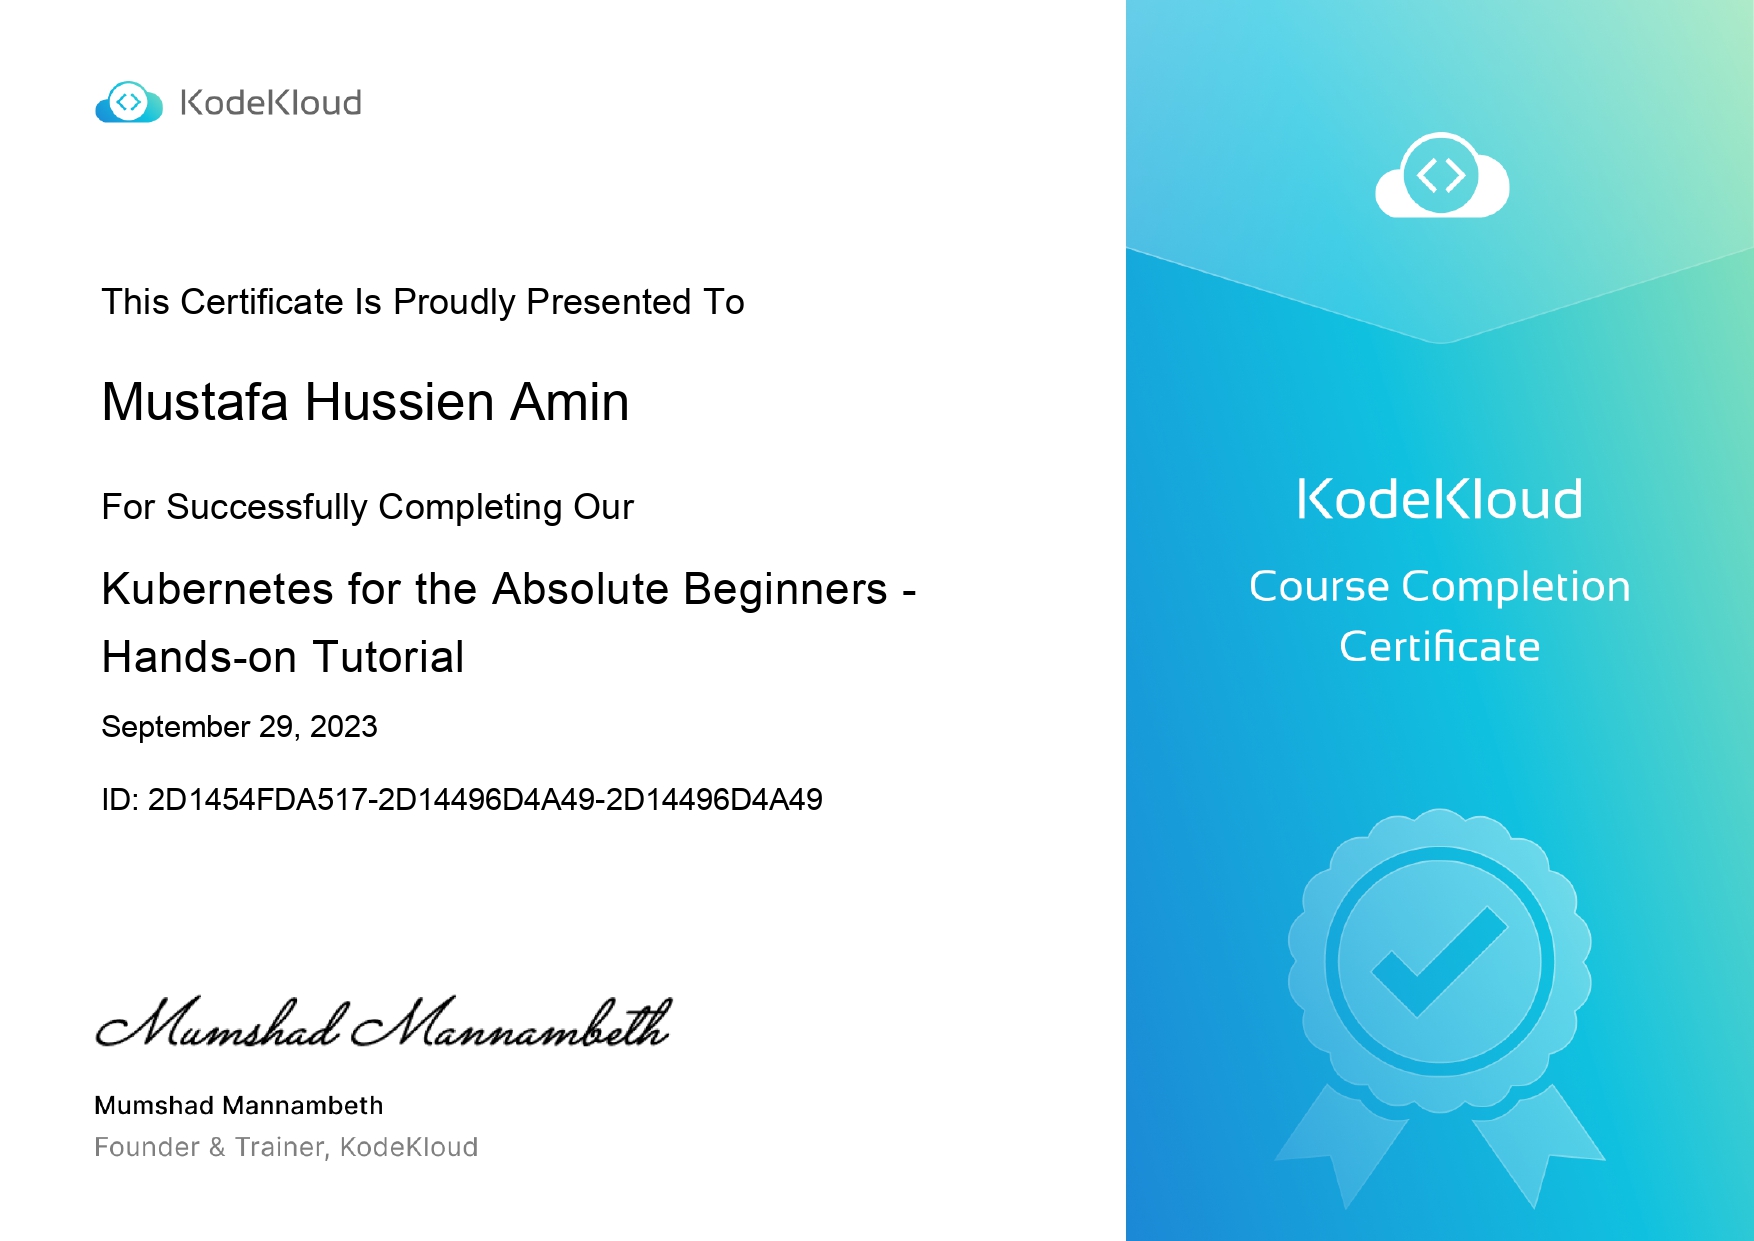 KodeKloud
This Certificate Is Proudly Presented To
Mustafa Hussien Amin
For Successfully Completing Our
Kubernetes for the Absolute Beginners -
Hands-on Tutorial
September 29, 2023
ID: 2D1454FDA517-2D14496D4A49-2D14496D4A49
Mumshad Mannambeth
Mumshad Mannambeth
Founder & Trainer, KodeKloud
KodeKloud
Course Completion
Certificate